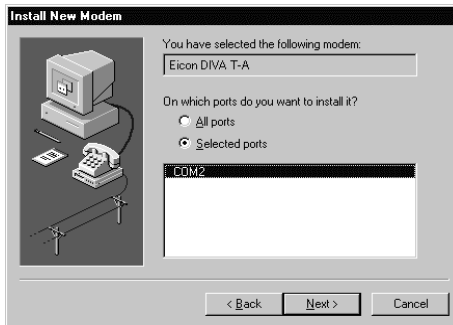 Install New Modem
You have selected the following modem:
Eicon DIVA T-A
On which ports do you want to install it?
All ports
Selected ports
COM2
< Back
Next >
Cancel